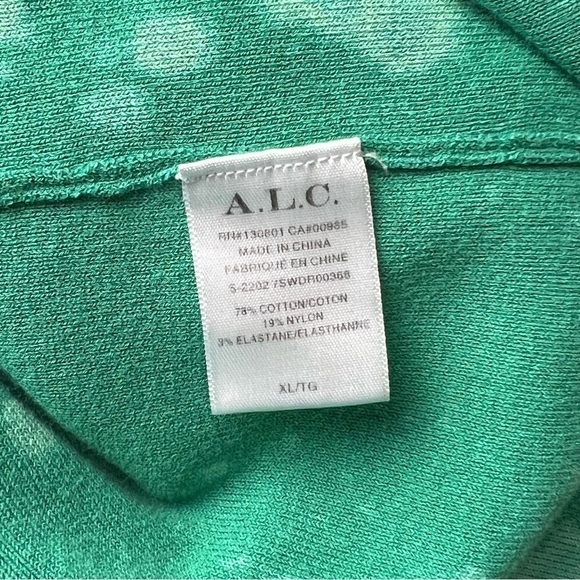 A.L.C.
RN#130801 CA#00985
MADE IN CHINA
FABRIQUÉ EN CHINE
S-2202 7SWDR00368
78% COTTON/COTON
19% NYLON
3% ELASTANE/ELASTHANNE
XL/TG